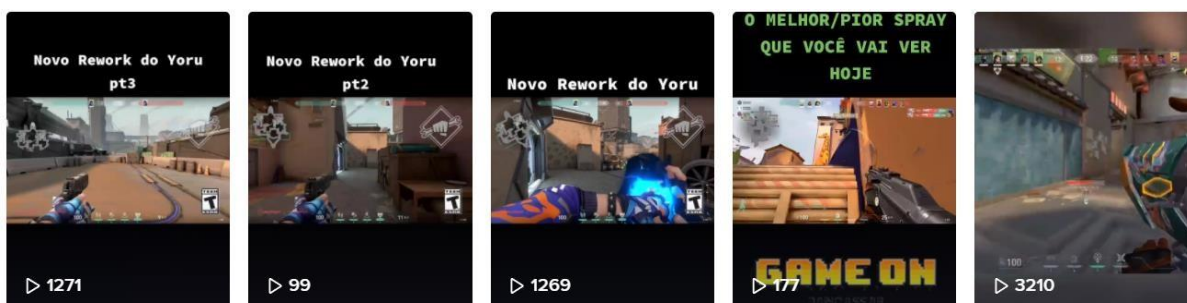 Novo Rework do Yoru
pt3
1271
Novo Rework do Yoru
pt2
99
Novo Rework do Yoru
1269
O MELHOR/PIOR SPRAY
QUE VOCÊ VAI VER
HOJE
GAME ON
177
3210
100